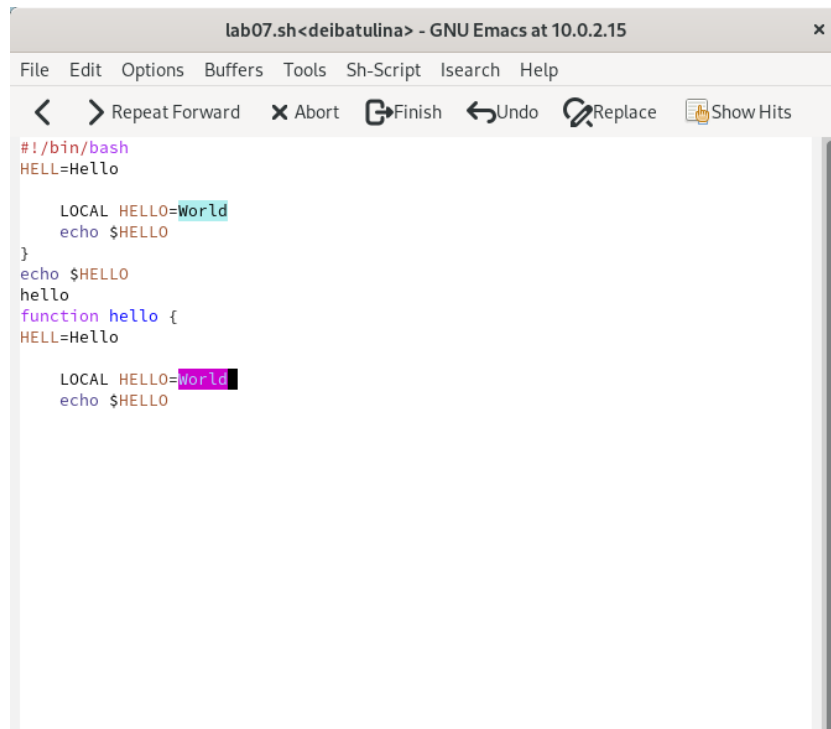 lab07.sh<deibatulina> - GNU Emacs at 10.0.2.15 ×
File Edit Options Buffers Tools Sh-Script Isearch Help
Repeat Forward Abort Finish Undo Replace Show Hits
#!/bin/bash
HELL=Hello
LOCAL HELLO=World
echo $HELLO
}
echo $HELLO
hello
function hello {
HELL=Hello
LOCAL HELLO=World
echo $HELLO